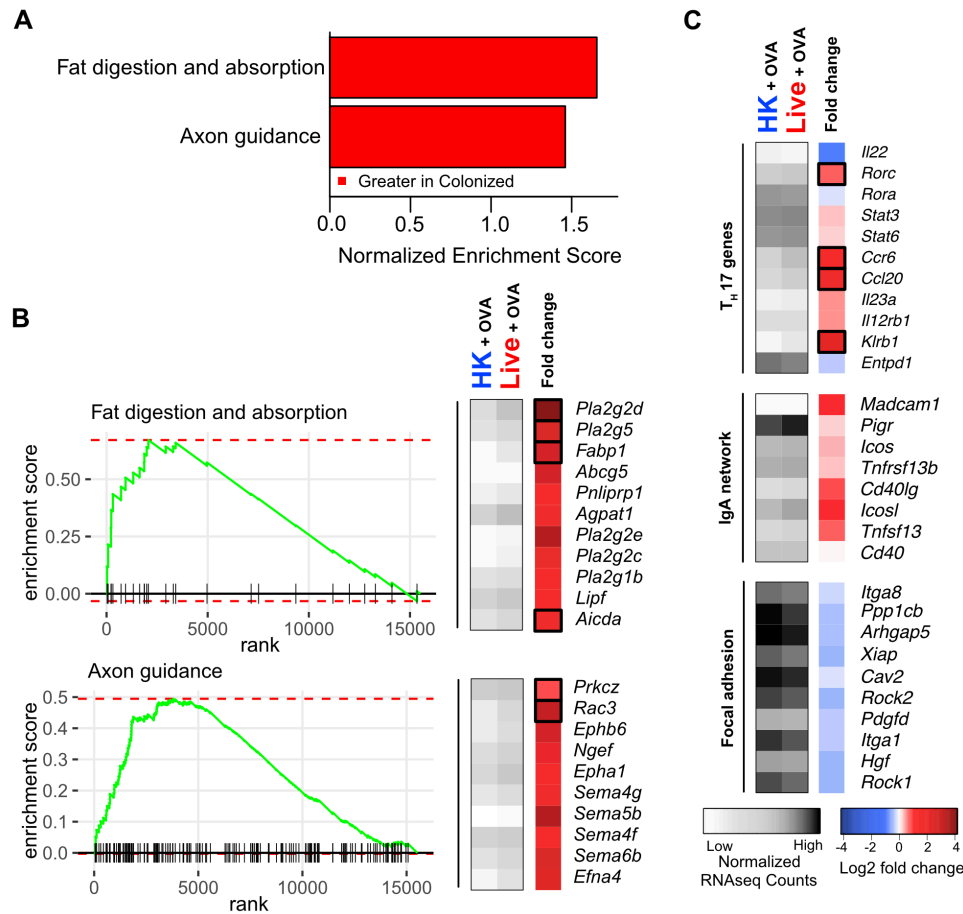 A
Fat digestion and absorption
Axon guidance
Greater in Colonized
0.0 0.5 1.0 1.5
Normalized Enrichment Score
B
HK + OVA
Live + OVA
Fold change
Fat digestion and absorption
enrichment score
0.50
0.25
0.00
0 5000 10000 15000
rank
Pla2g2d
Pla2g5
Fabp1
Abcg5
Pnliprp1
Agpat1
Pla2g2e
Pla2g2c
Pla2g1b
Lipf
Aicda
Axon guidance
enrichment score
0.5
0.4
0.3
0.2
0.1
0.0
0 5000 10000 15000
rank
Prkcz
Rac3
Ephb6
Ngef
Epha1
Sema4g
Sema5b
Sema4f
Sema6b
Efna4
C
HK + OVA
Live + OVA
Fold change
TH 17 genes
Il22
Rorc
Rora
Stat3
Stat6
Ccr6
Ccl20
Il23a
Il12rb1
Klrb1
Entpd1
IgA network
Madcam1
Pigr
Icos
Tnfrsf13b
Cd40lg
Icosl
Tnfsf13
Cd40
Focal adhesion
Itga8
Ppp1cb
Arhgap5
Xiap
Cav2
Rock2
Pdgfd
Itga1
Hgf
Rock1
Low High
Normalized
RNAseq Counts
-4 -2 0 2 4
Log2 fold change